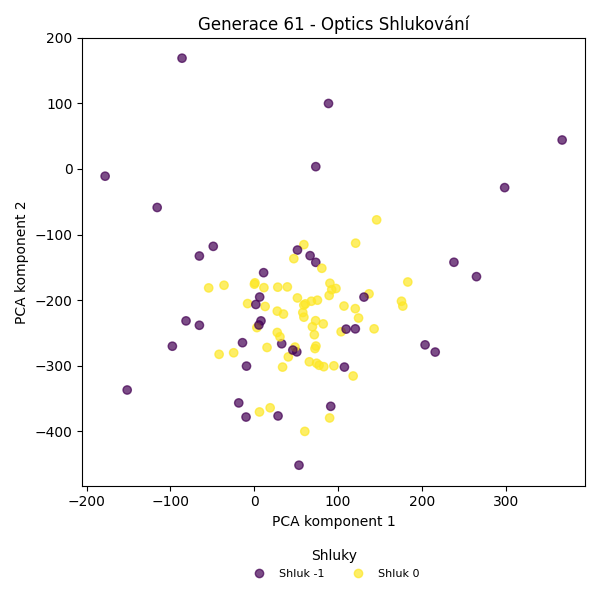 Generace 61 - Optics Shlukování
200
100
0
−100
−200
−300
−400
PCA komponent 2
−200 −100 0 100 200 300
PCA komponent 1
Shluky
Shluk -1 Shluk 0